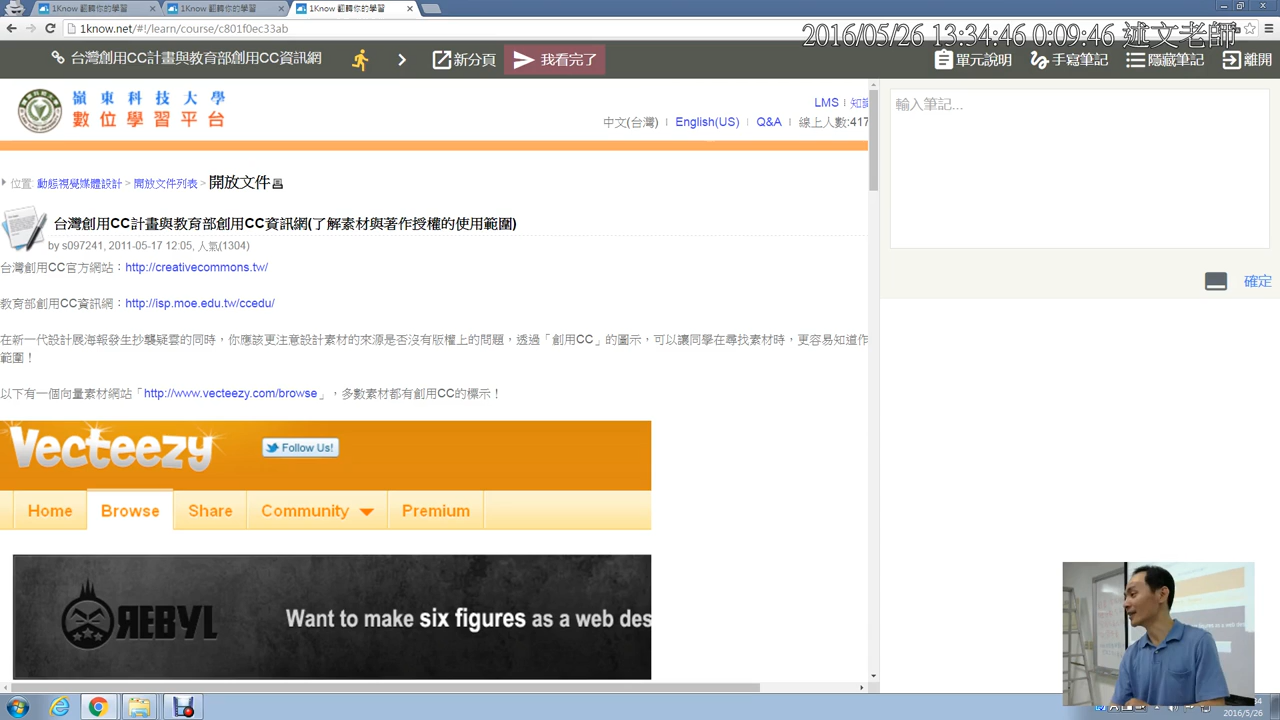 1Know 翻轉你的學習
1Know 翻轉你的學習
1Know 翻轉你的學習
1know.net/#!/learn/course/c801f0ec33ab
2016/05/26 13:34:46 0:09:46 述文老師
台灣創用CC計畫與教育部創用CC資訊網
新分頁
我看完了
單元說明
手寫筆記
隱藏筆記
離開
嶺東科技大學
數位學習平台
LMS | 知識
中文(台灣) | English(US) | Q&A | 線上人數:417
輸入筆記...
確定
位置: 動態視覺媒體設計 > 開放文件列表 > 開放文件
台灣創用CC計畫與教育部創用CC資訊網(了解素材與著作授權的使用範圍)
by s097241, 2011-05-17 12:05, 人氣(1304)
台灣創用CC官方網站：http://creativecommons.tw/
教育部創用CC資訊網：http://isp.moe.edu.tw/ccedu/
在新一代設計展海報發生抄襲疑雲的同時，你應該更注意設計素材的來源是否沒有版權上的問題，透過「創用CC」的圖示，可以讓同學在尋找素材時，更容易知道作
範圍！
以下有一個向量素材網站「http://www.vecteezy.com/browse」，多數素材都有創用CC的標示！
Vecteezy
Follow Us!
Home
Browse
Share
Community
Premium
REBYL
Want to make six figures as a web des
2016/5/26